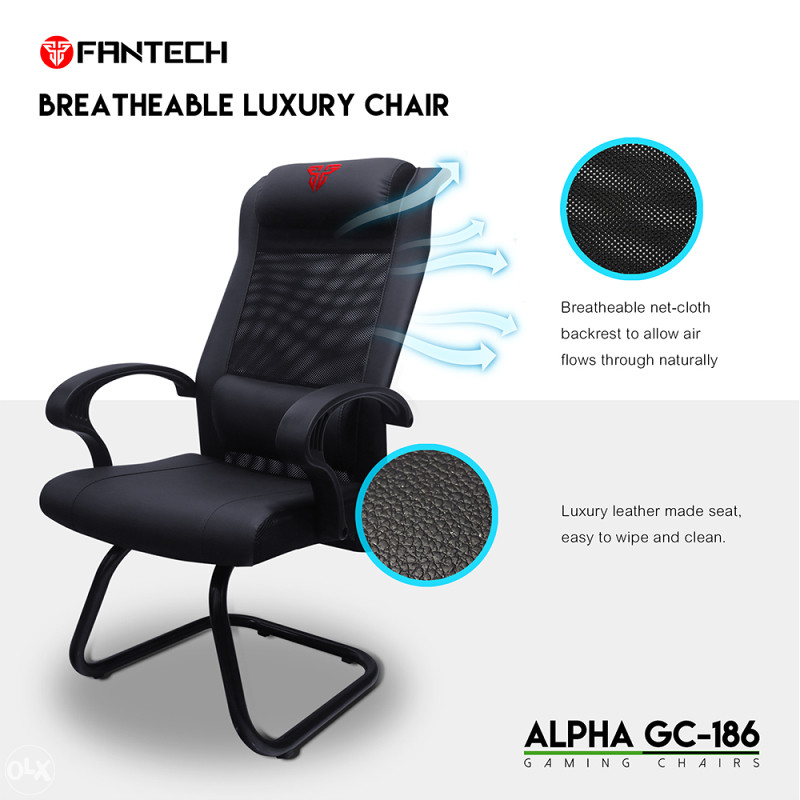 FANTECH
BREATHEABLE LUXURY CHAIR
Breatheable net-cloth
backrest to allow air
flows through naturally
Luxury leather made seat,
easy to wipe and clean.
ALPHA GC-186
GAMING CHAIRS
OLX